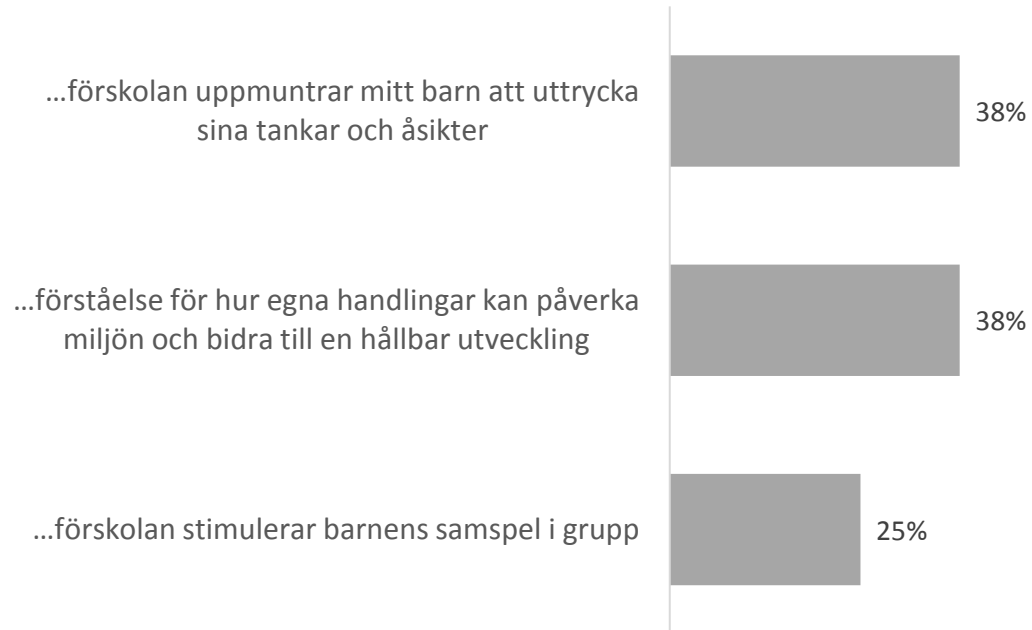 …förskolan uppmuntrar mitt barn att uttrycka
sina tankar och åsikter
38%
…förståelse för hur egna handlingar kan påverka
miljön och bidra till en hållbar utveckling
38%
…förskolan stimulerar barnens samspel i grupp
25%